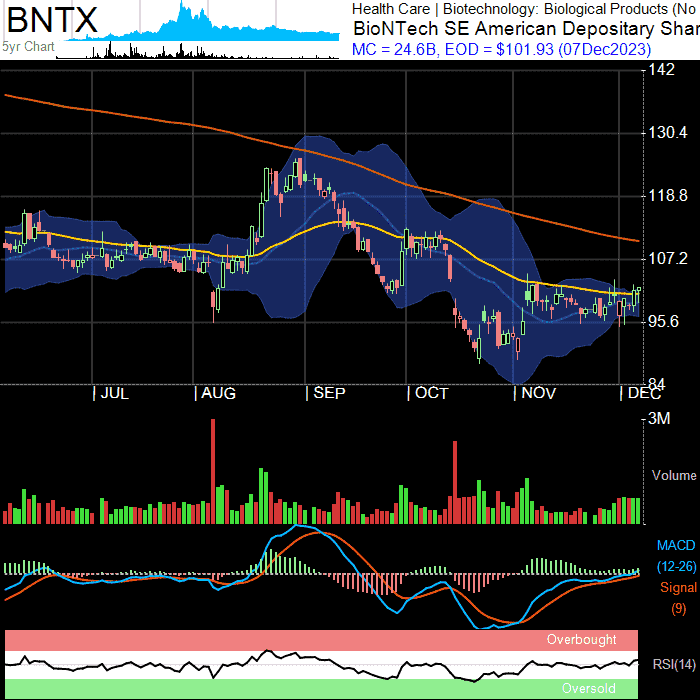 BNTX
5yr Chart
Health Care | Biotechnology: Biological Products (No
BioNTech SE American Depositary Shar
MC = 24.6B, EOD = $101.93 (07Dec2023)
142
130.4
118.8
107.2
95.6
84
| JUL | AUG | SEP | OCT | NOV | DEC
3M
Volume
MACD
(12-26)
Signal
(9)
Overbought
RSI(14)
Oversold